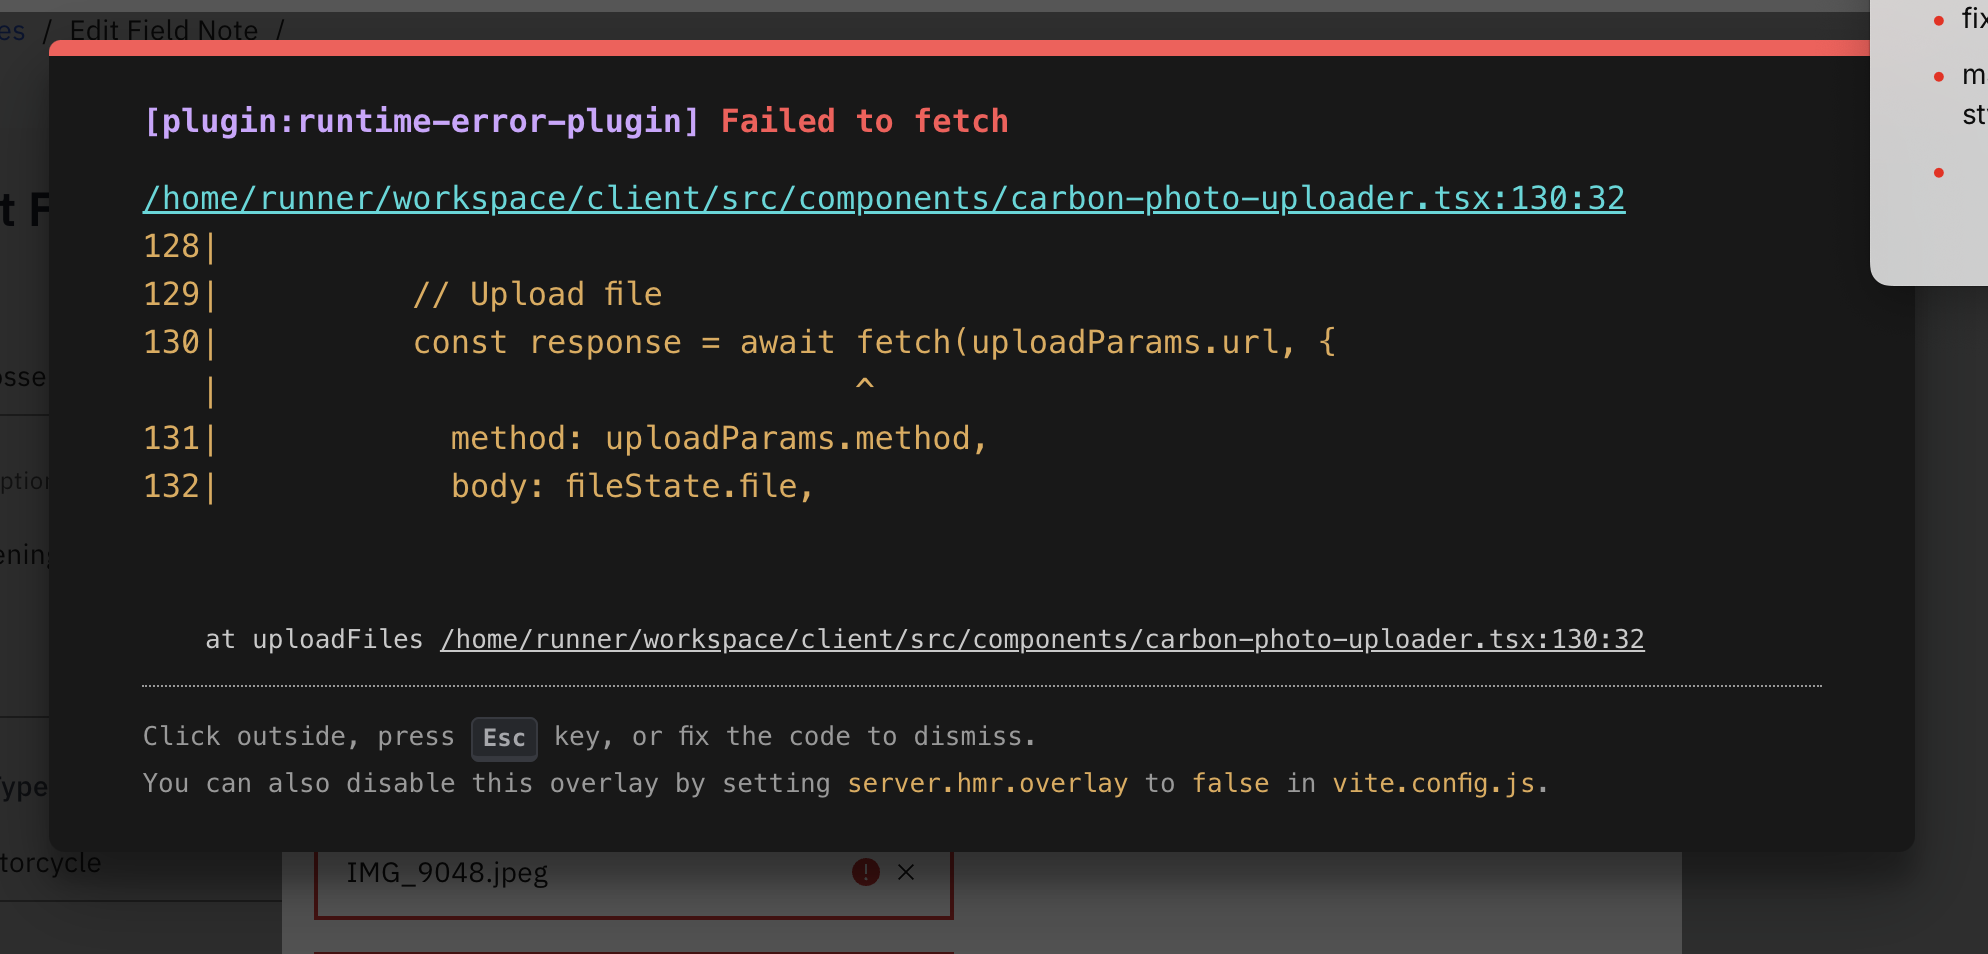 es / Edit Field Note /
fix
m
st
[plugin:runtime-error-plugin] Failed to fetch
/home/runner/workspace/client/src/components/carbon-photo-uploader.tsx:130:32
128|
129| // Upload file
130| const response = await fetch(uploadParams.url, {
| ^
131| method: uploadParams.method,
132| body: fileState.file,
at uploadFiles /home/runner/workspace/client/src/components/carbon-photo-uploader.tsx:130:32
Click outside, press Esc key, or fix the code to dismiss.
You can also disable this overlay by setting server.hmr.overlay to false in vite.config.js.
t F
osse
ption
ening
Type
torcycle
IMG_9048.jpeg